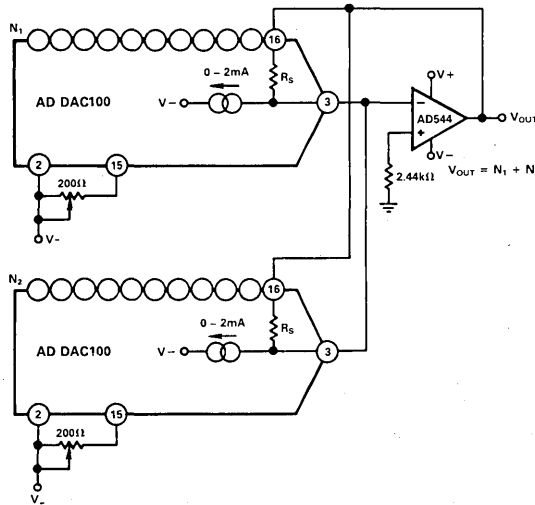 N1
16
RS
0 – 2mA
V–
3
AD DAC100
V+
–
AD544
+
V–
VOUT
2.44kΩ
VOUT = N1 + N
2
15
200Ω
V–
N2
16
RS
0 – 2mA
V–
3
AD DAC100
2
15
200Ω
V–